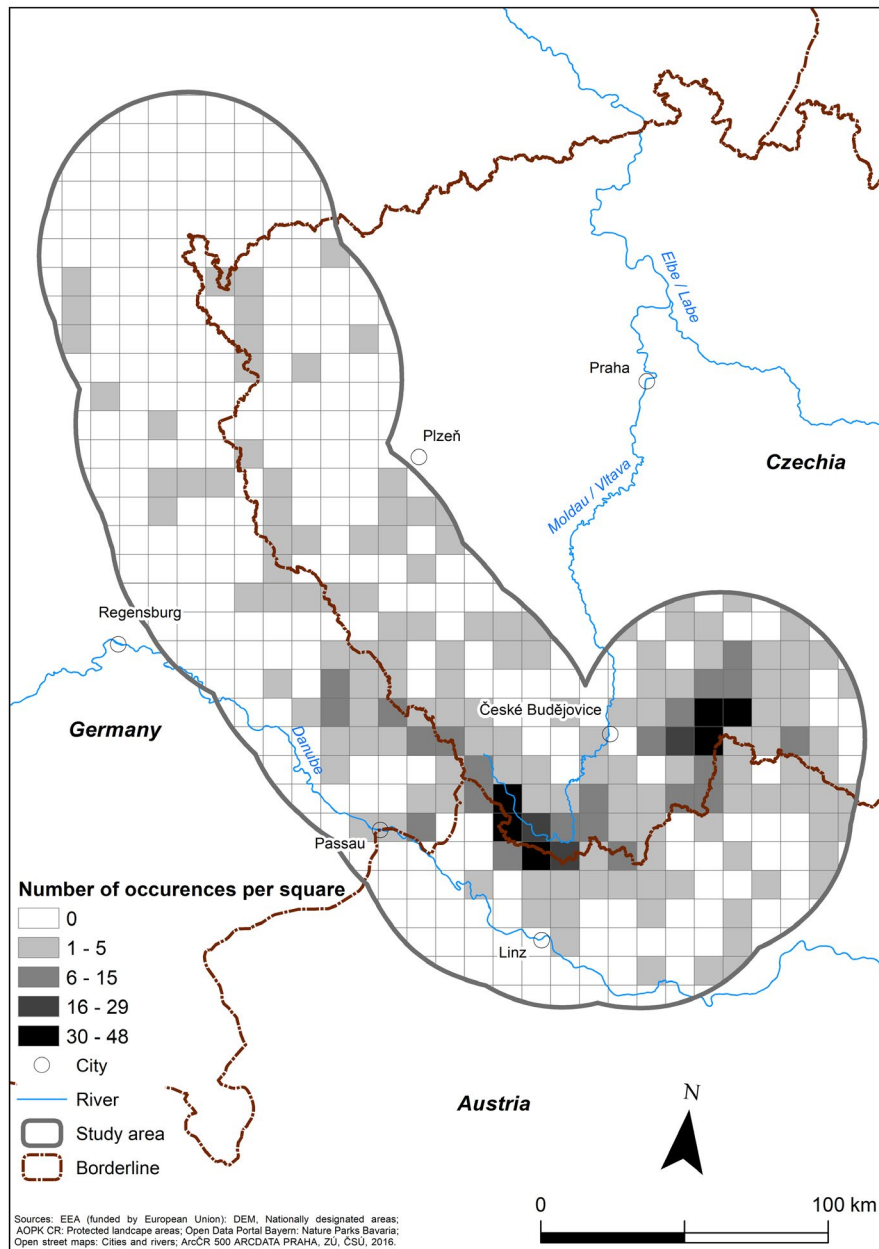 Elbe / Labe
Praha
Plzeň
Czechia
Moldau / Vltava
Regensburg
České Budějovice
Germany
Danube
Passau
Number of occurences per square
0
1 - 5
6 - 15
16 - 29
30 - 48
City
River
Study area
Borderline
Linz
Austria
N
0 100 km
Sources: EEA (funded by European Union): DEM, Nationally designated areas;
AOPK CR: Protected landcape areas; Open Data Portal Bayern: Nature Parks Bavaria;
Open street maps: Cities and rivers; ArcČR 500 ARCDATA PRAHA, ZÚ, ČSÚ, 2016.